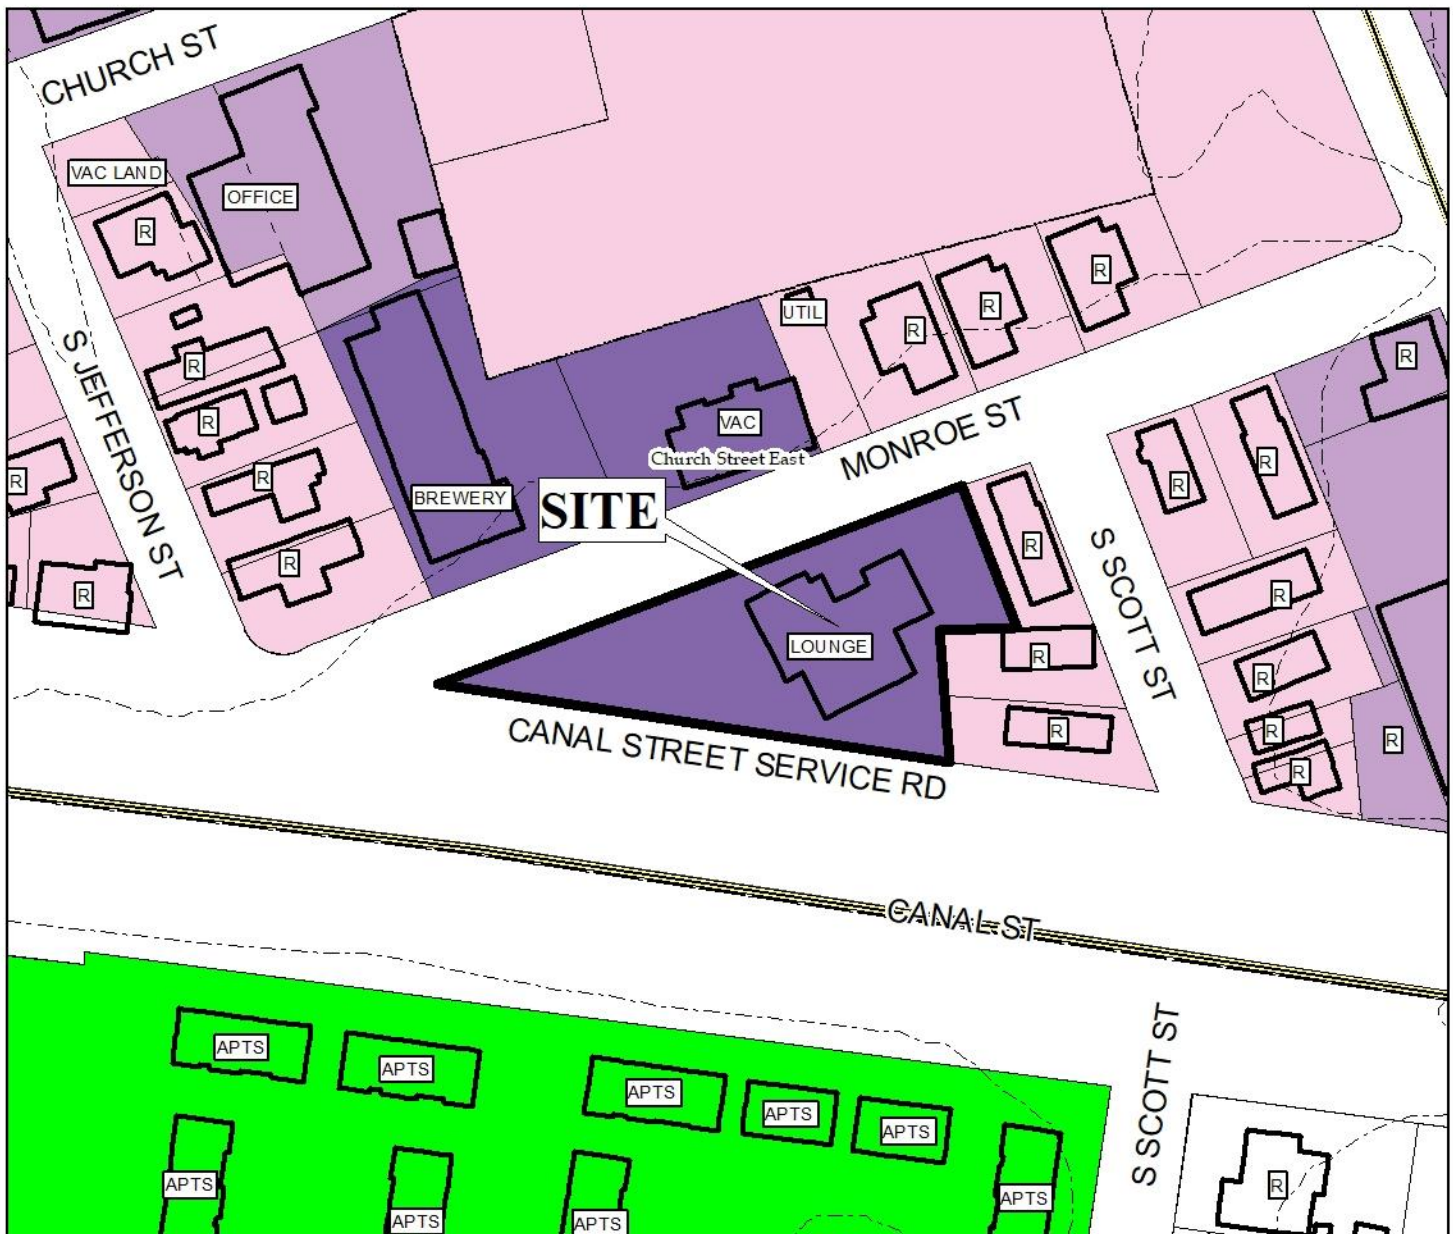 CHURCH ST
VAC LAND
OFFICE
R
R
UTIL
R
R
S JEFFERSON ST
R
R
R
VAC
Church Street East
MONROE ST
R
R
R
R
BREWERY
SITE
R
R
S SCOTT ST
R
R
LOUNGE
R
R
R
CANAL STREET SERVICE RD
R
R
R
R
CANAL ST
APTS
APTS
APTS
APTS
APTS
S SCOTT ST
APTS
APTS
APTS
APTS
R